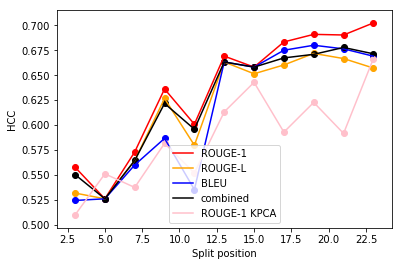 0.700
0.675
0.650
0.625
0.600
0.575
0.550
0.525
0.500
HCC
ROUGE-1
ROUGE-L
BLEU
combined
ROUGE-1 KPCA
2.5 5.0 7.5 10.0 12.5 15.0 17.5 20.0 22.5
Split position